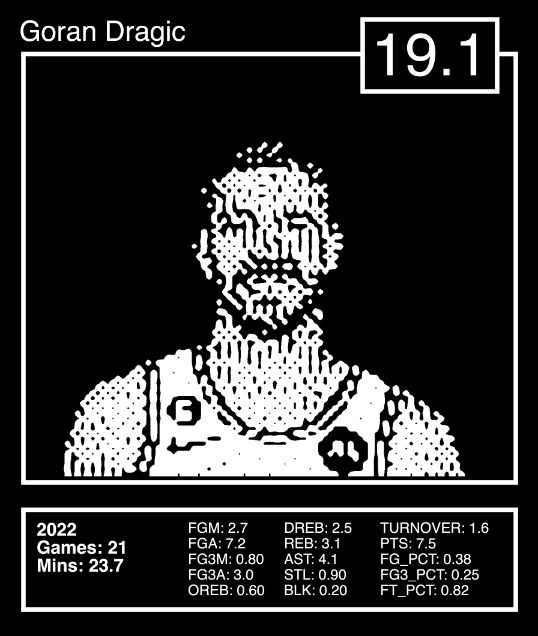 Goran Dragic
19.1
2022
Games: 21
Mins: 23.7
FGM: 2.7
FGA: 7.2
FG3M: 0.80
FG3A: 3.0
OREB: 0.60
DREB: 2.5
REB: 3.1
AST: 4.1
STL: 0.90
BLK: 0.20
TURNOVER: 1.6
PTS: 7.5
FG_PCT: 0.38
FG3_PCT: 0.25
FT_PCT: 0.82